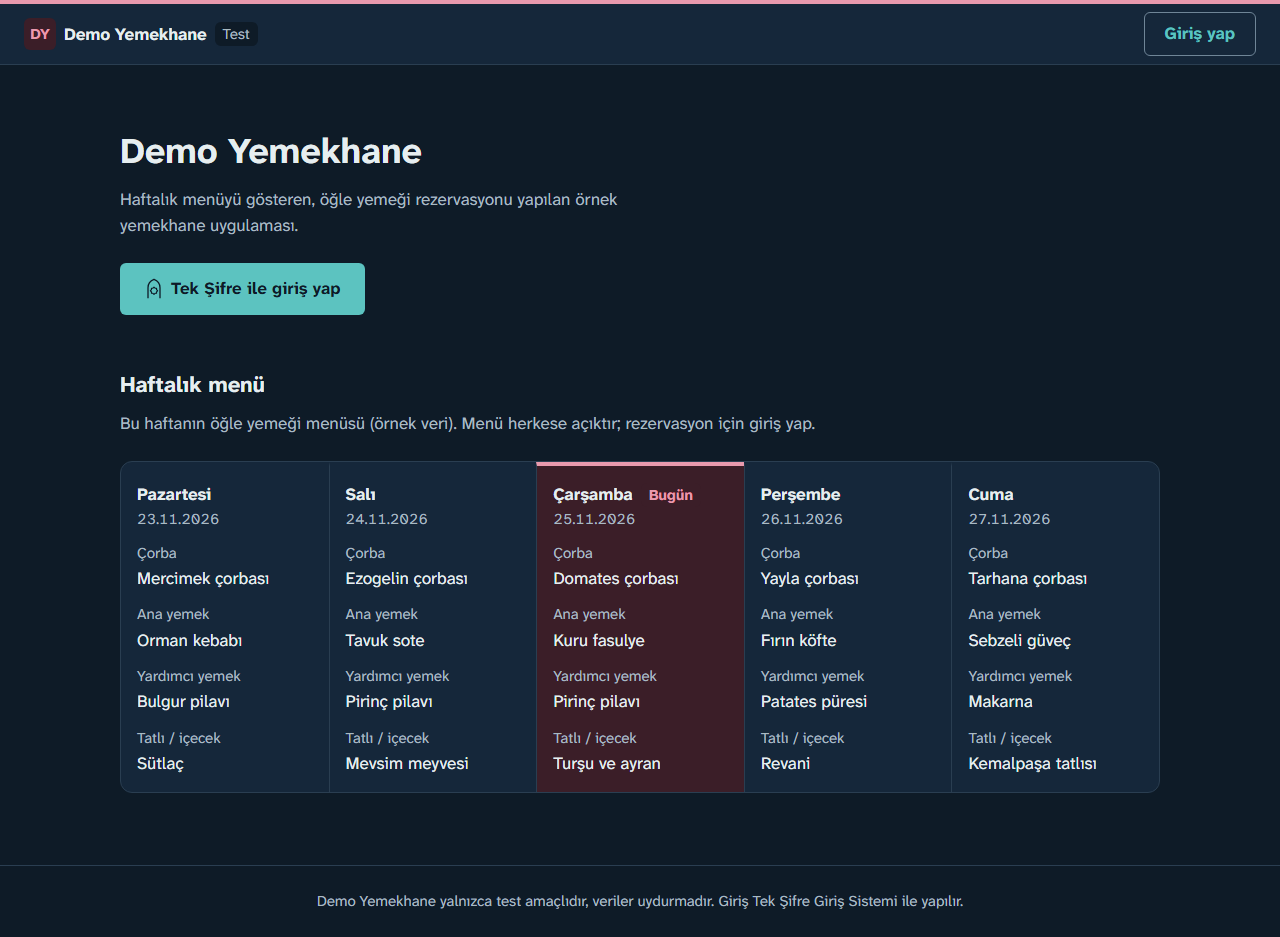 DY Demo Yemekhane Test Giriş yap
Demo Yemekhane
Haftalık menüyü gösteren, öğle yemeği rezervasyonu yapılan örnek
yemekhane uygulaması.
Tek Şifre ile giriş yap
Haftalık menü
Bu haftanın öğle yemeği menüsü (örnek veri). Menü herkese açıktır; rezervasyon için giriş yap.
Pazartesi
23.11.2026
Çorba
Mercimek çorbası
Ana yemek
Orman kebabı
Yardımcı yemek
Bulgur pilavı
Tatlı / içecek
Sütlaç
Salı
24.11.2026
Çorba
Ezogelin çorbası
Ana yemek
Tavuk sote
Yardımcı yemek
Pirinç pilavı
Tatlı / içecek
Mevsim meyvesi
Çarşamba Bugün
25.11.2026
Çorba
Domates çorbası
Ana yemek
Kuru fasulye
Yardımcı yemek
Pirinç pilavı
Tatlı / içecek
Turşu ve ayran
Perşembe
26.11.2026
Çorba
Yayla çorbası
Ana yemek
Fırın köfte
Yardımcı yemek
Patates püresi
Tatlı / içecek
Revani
Cuma
27.11.2026
Çorba
Tarhana çorbası
Ana yemek
Sebzeli güveç
Yardımcı yemek
Makarna
Tatlı / içecek
Kemalpaşa tatlısı
Demo Yemekhane yalnızca test amaçlıdır, veriler uydurmadır. Giriş Tek Şifre Giriş Sistemi ile yapılır.